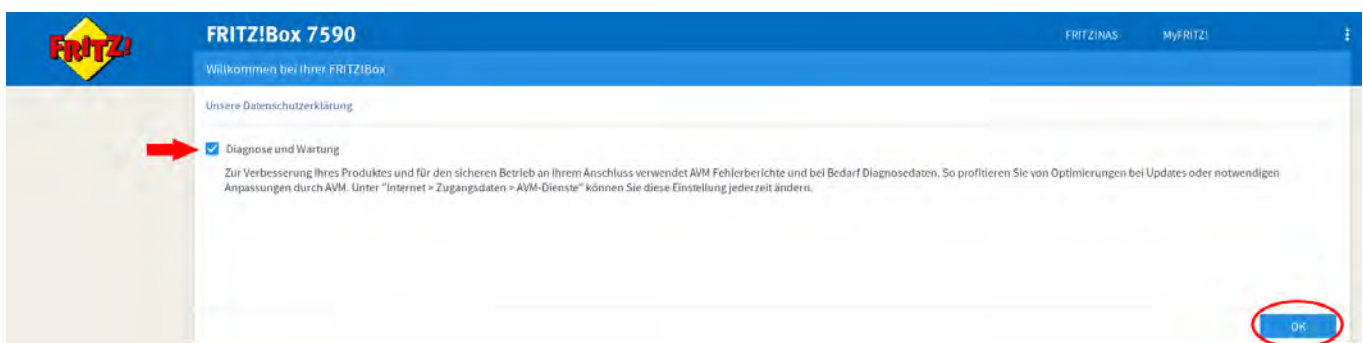 FRITZ!
FRITZ!Box 7590
FRITZ!NAS
MyFRITZ!
Willkommen bei Ihrer FRITZ!Box
Unsere Datenschutzerklärung
Diagnose und Wartung
Zur Verbesserung Ihres Produktes und für den sicheren Betrieb an Ihrem Anschluss verwendet AVM Fehlerberichte und bei Bedarf Diagnosedaten. So profitieren Sie von Optimierungen bei Updates oder notwendigen
Anpassungen durch AVM. Unter "Internet > Zugangsdaten > AVM-Dienste" können Sie diese Einstellung jederzeit ändern.
OK